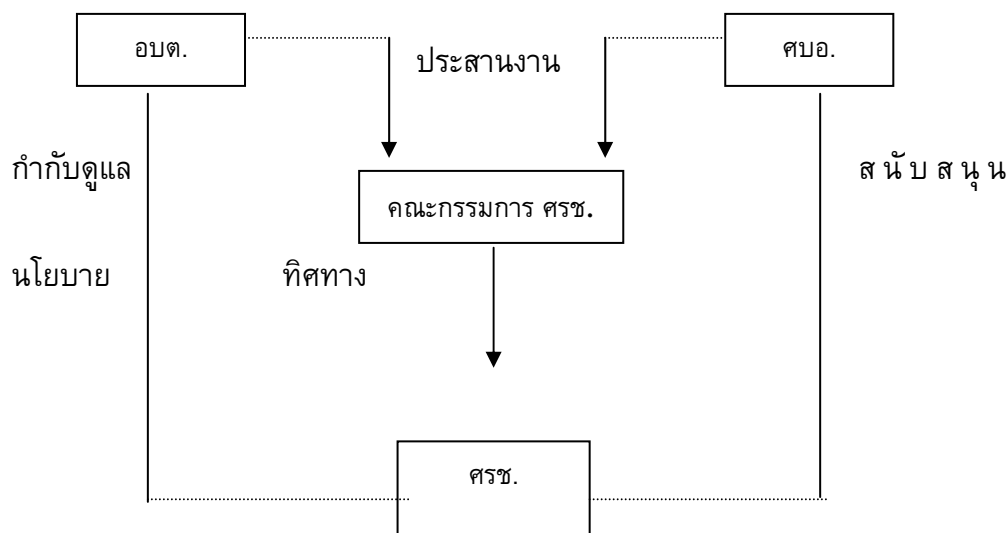 อบต.
ประสานงาน
ศบอ.
กำกับดูแล
ส นั บ ส นุ น
คณะกรรมการ ศรช.
นโยบาย
ทิศทาง
ศรช.